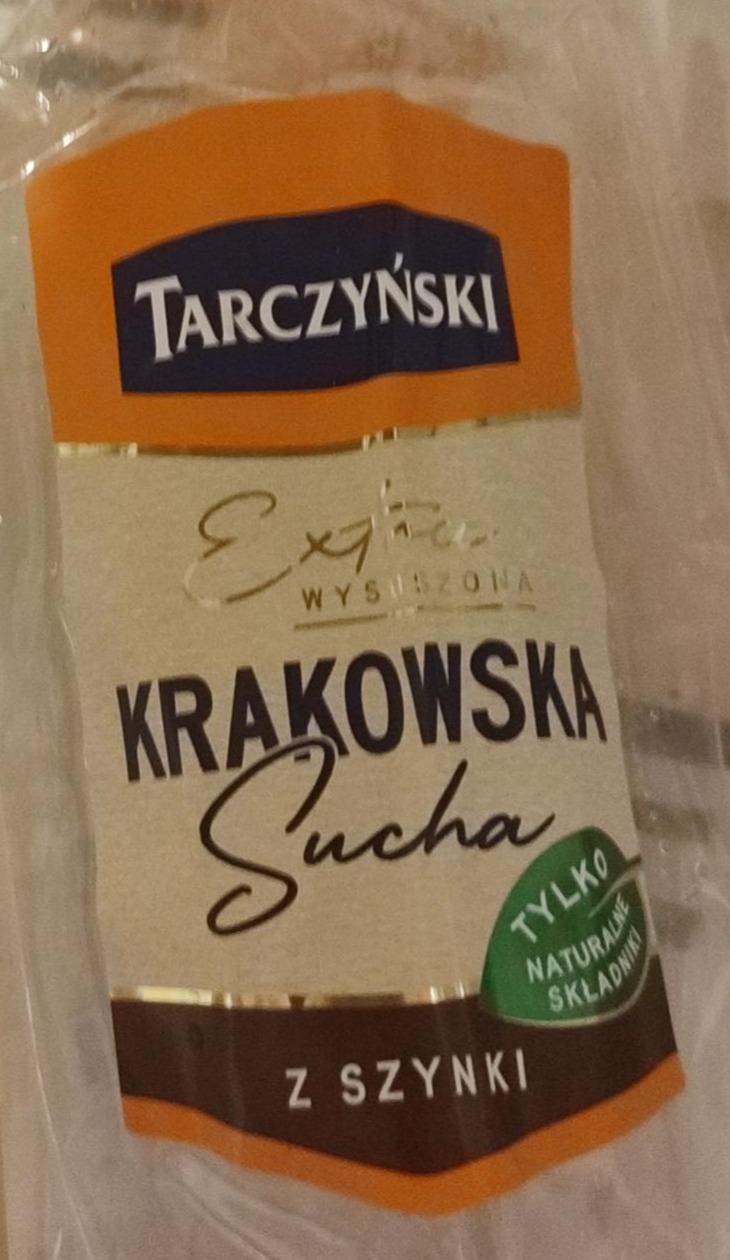 TARCZYŃSKI
Extra
WYSUSZONA
KRAKOWSKA
Sucha
TYLKO
NATURALNE
SKŁADNIKI
Z SZYNKI